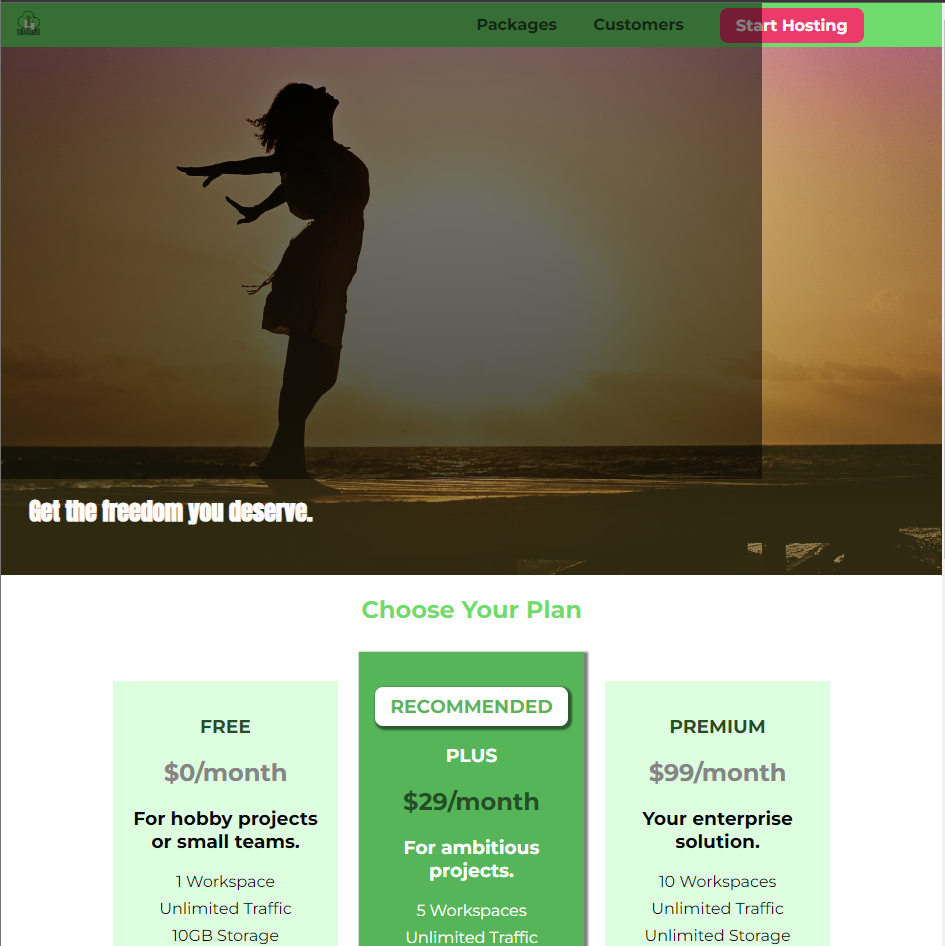 Packages Customers Start Hosting
Get the freedom you deserve.
Choose Your Plan
FREE
$0/month
For hobby projects
or small teams.
1 Workspace
Unlimited Traffic
10GB Storage
RECOMMENDED
PLUS
$29/month
For ambitious
projects.
5 Workspaces
Unlimited Traffic
PREMIUM
$99/month
Your enterprise
solution.
10 Workspaces
Unlimited Traffic
Unlimited Storage